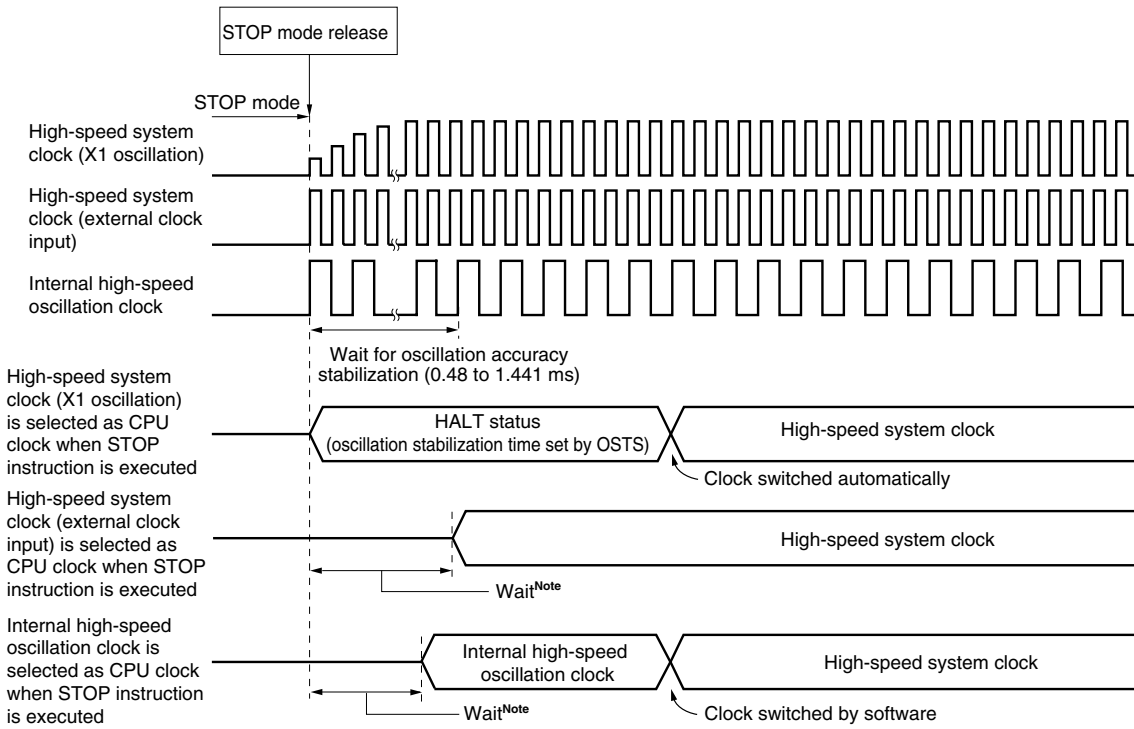 STOP mode release
STOP mode
High-speed system
clock (X1 oscillation)
High-speed system
clock (external clock
input)
Internal high-speed
oscillation clock
Wait for oscillation accuracy
stabilization (0.48 to 1.441 ms)
High-speed system
clock (X1 oscillation)
is selected as CPU
clock when STOP
instruction is executed
HALT status
(oscillation stabilization time set by OSTS)
High-speed system clock
Clock switched automatically
High-speed system
clock (external clock
input) is selected as
CPU clock when STOP
instruction is executed
High-speed system clock
WaitNote
Internal high-speed
oscillation clock is
selected as CPU clock
when STOP instruction
is executed
Internal high-speed
oscillation clock
High-speed system clock
WaitNote
Clock switched by software